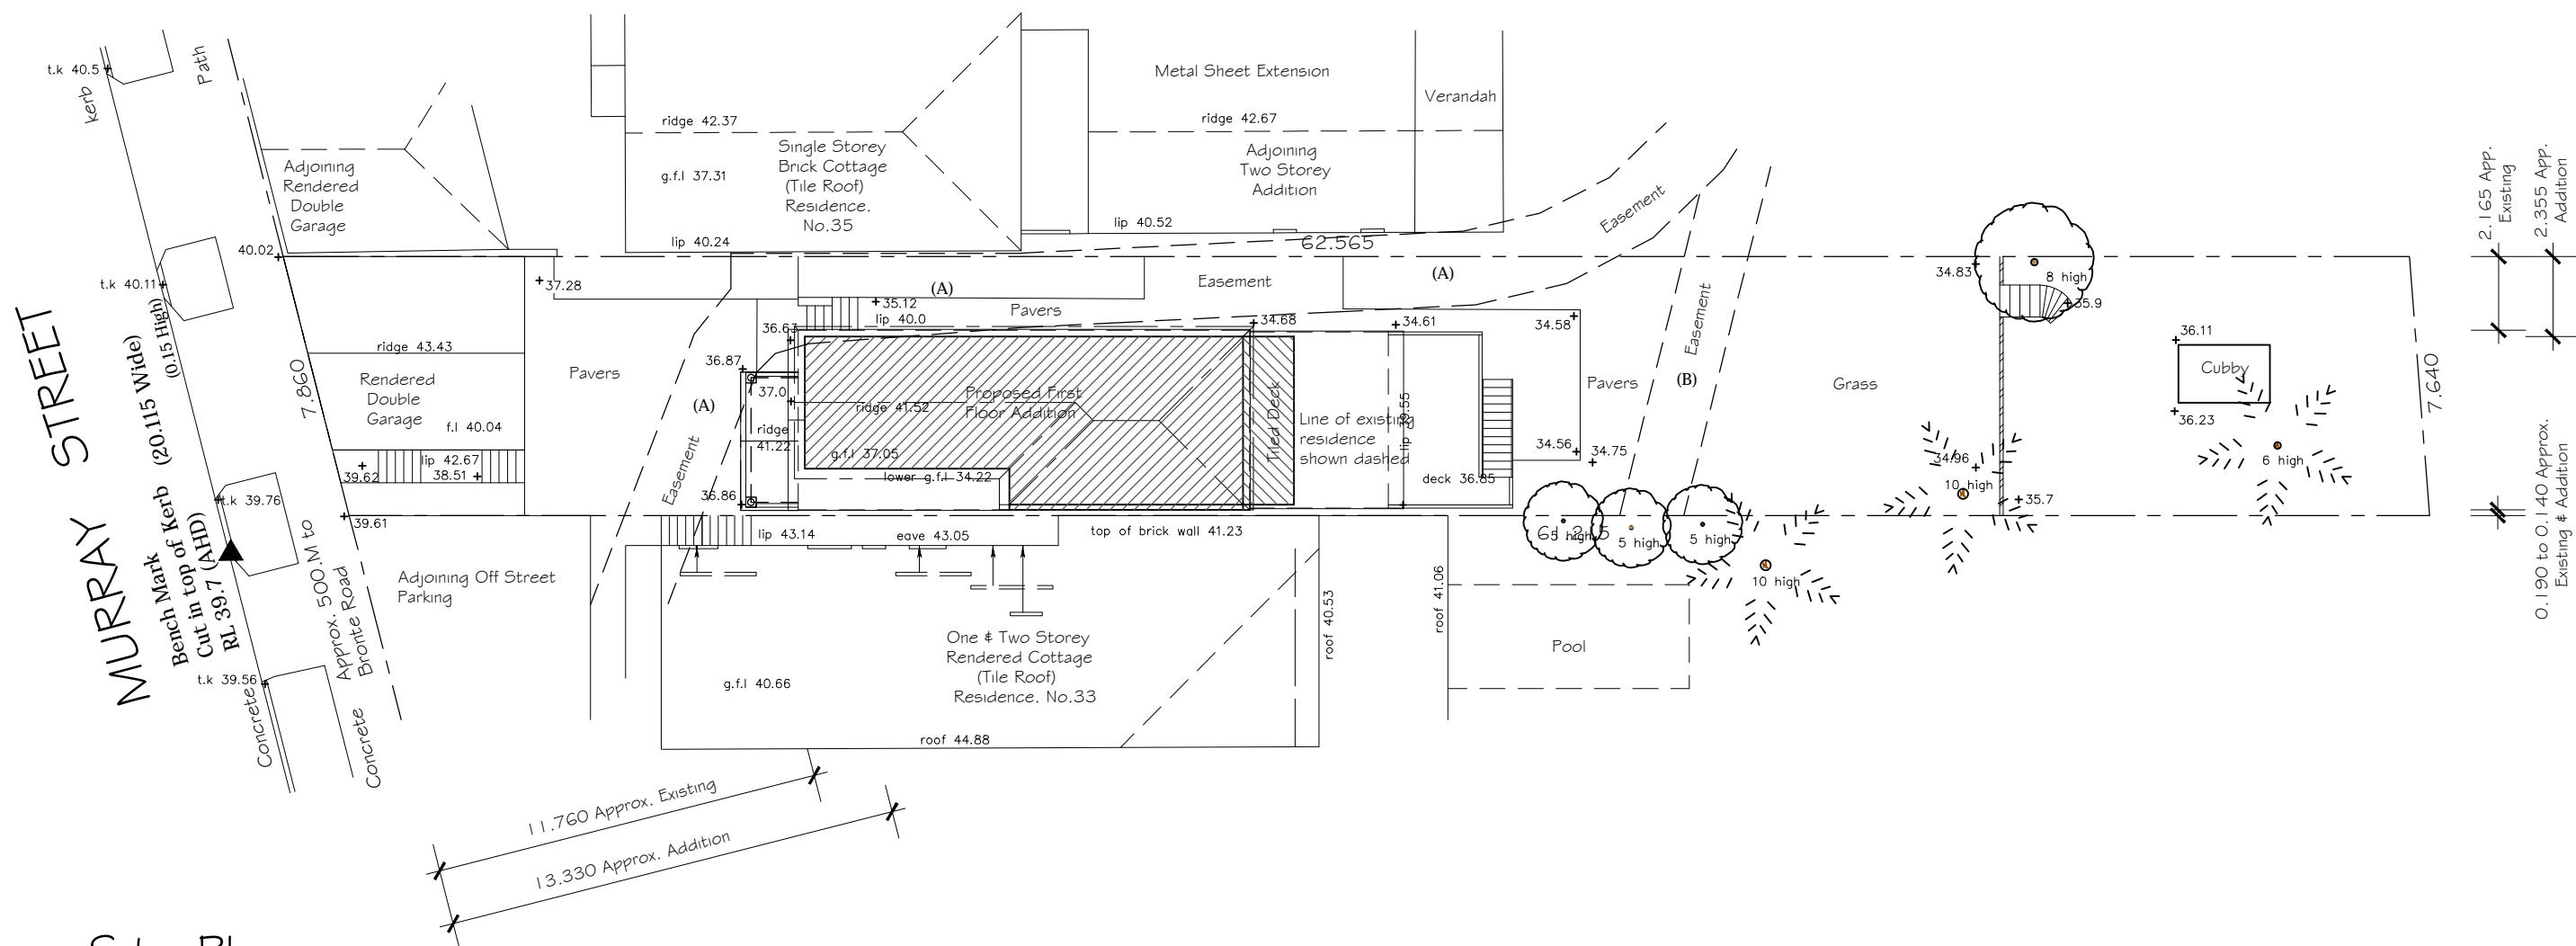 t.k 40.5
kerb
Path
t.k 40.11
40.02
MURRAY STREET
Bench Mark
Cut in top of Kerb
RL 39.7 (AHD)
(20.15 Wide)
(0.15 High)
t.k 39.76
t.k 39.56
Concrete
Concrete
Approx. 500.M to
Bronte Road
7.860
39.62
39.61
Adjoining
Rendered
Double
Garage
ridge 43.43
Rendered
Double
Garage
f.l 40.04
lip 42.67
38.51
Adjoining Off Street
Parking
37.28
Pavers
ridge 42.37
g.f.l 37.31
Single Storey
Brick Cottage
(Tile Roof)
Residence.
No.35
lip 40.24
Metal Sheet Extension
Verandah
ridge 42.67
Adjoining
Two Storey
Addition
lip 40.52
62.565
Easement
(A)
(A)
Easement
35.12
lip 40.0
Pavers
36.63
34.68
34.61
34.58
36.87
37.0
(A)
Easement
ridge
41.22
36.86
ridge 41.52
Proposed First
Floor Addition
g.f.l 37.05
lower g.f.l 34.22
Tiled Deck
Line of existing
residence
shown dashed
lip 39.55
deck 36.85
34.56
34.75
Pavers
Easement
(B)
Grass
34.83
8 high
35.9
36.11
Cubby
36.23
7.640
34.96
10 high
35.7
6 high
lip 43.14
eave 43.05
top of brick wall 41.23
5 high
5 high
5 high
10 high
Pool
roof 41.06
roof 40.53
One & Two Storey
Rendered Cottage
(Tile Roof)
Residence. No.33
g.f.l 40.66
roof 44.88
11.760 Approx. Existing
13.330 Approx. Addition
2.165 App.
Existing
2.355 App.
Addition
0.190 to 0.140 Approx.
Existing & Addition